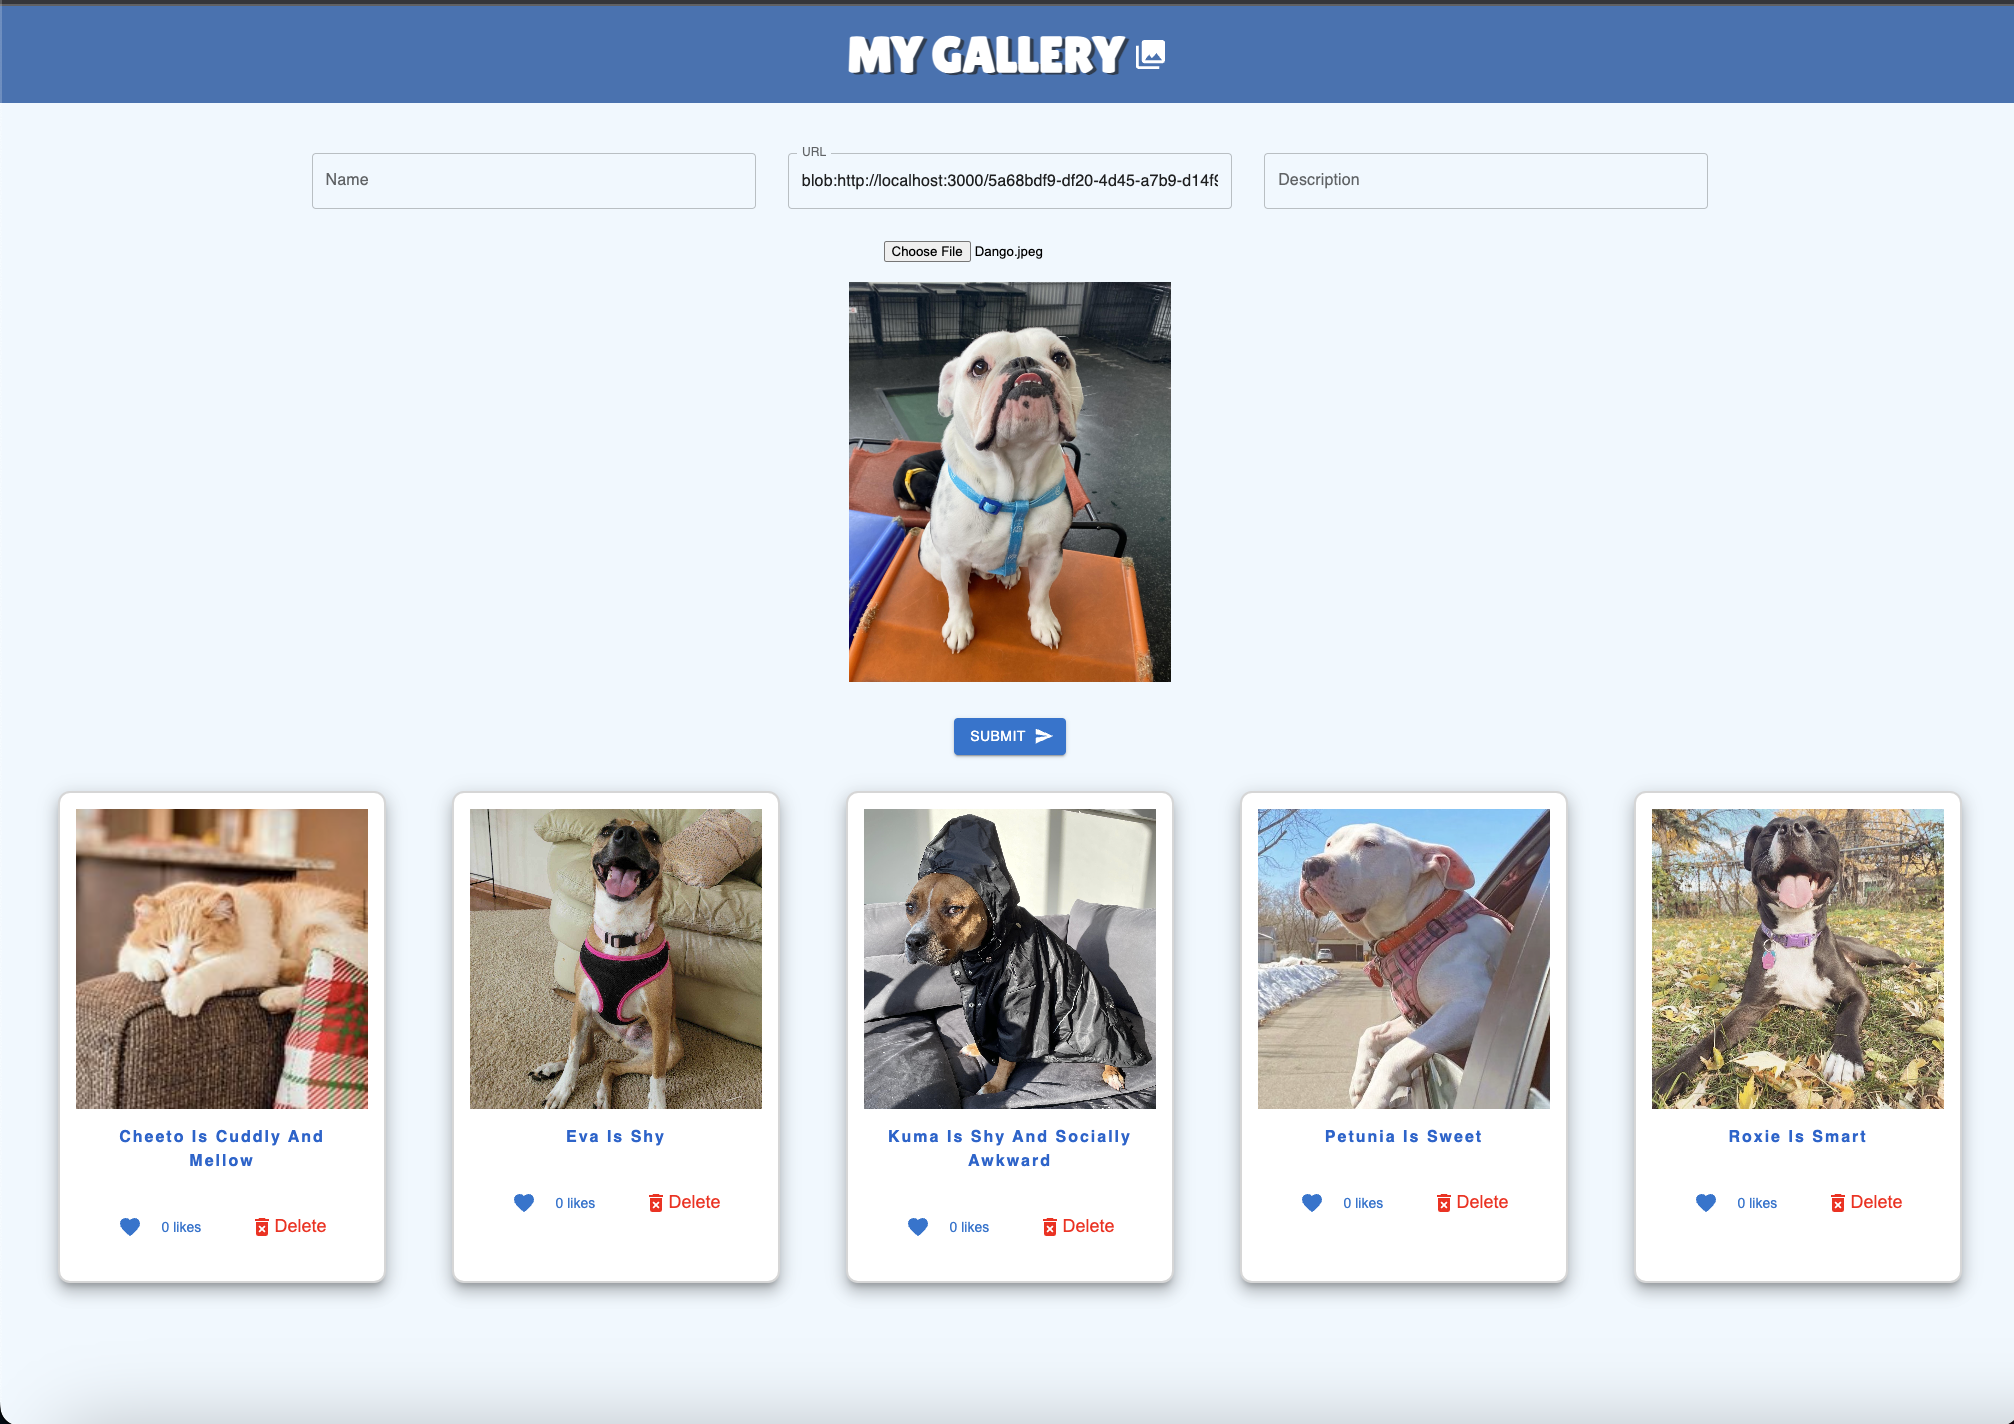 MY GALLERY
Name
URL
blob:http://localhost:3000/5a68bdf9-df20-4d45-a7b9-d14f9
Description
Choose File Dango.jpeg
SUBMIT
Cheeto Is Cuddly And
Mellow
0 likes Delete
Eva Is Shy
0 likes Delete
Kuma Is Shy And Socially
Awkward
0 likes Delete
Petunia Is Sweet
0 likes Delete
Roxie Is Smart
0 likes Delete